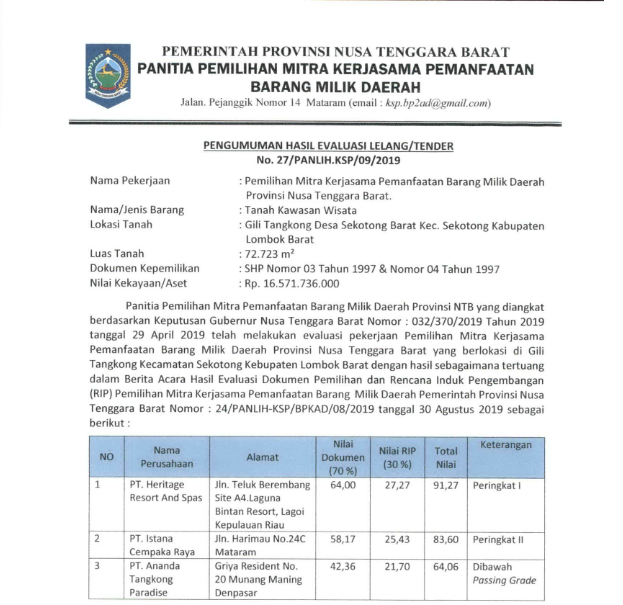 PEMERINTAH PROVINSI NUSA TENGGARA BARAT
PANITIA PEMILIHAN MITRA KERJASAMA PEMANFAATAN
BARANG MILIK DAERAH
Jalan. Pejanggik Nomor 14 Mataram (email : ksp.bp2ad@gmail.com)
PENGUMUMAN HASIL EVALUASI LELANG/TENDER
No. 27/PANLIH.KSP/09/2019
Nama Pekerjaan : Pemilihan Mitra Kerjasama Pemanfaatan Barang Milik Daerah
Provinsi Nusa Tenggara Barat.
Nama/Jenis Barang : Tanah Kawasan Wisata
Lokasi Tanah : Gili Tangkong Desa Sekotong Barat Kec. Sekotong Kabupaten
Lombok Barat
Luas Tanah : 72.723 m²
Dokumen Kepemilikan : SHP Nomor 03 Tahun 1997 & Nomor 04 Tahun 1997
Nilai Kekayaan/Aset : Rp. 16.571.736.000
Panitia Pemilihan Mitra Pemanfaatan Barang Milik Daerah Provinsi NTB yang diangkat
berdasarkan Keputusan Gubernur Nusa Tenggara Barat Nomor : 032/370/2019 Tahun 2019
tanggal 29 April 2019 telah melakukan evaluasi pekerjaan Pemilihan Mitra Kerjasama
Pemanfaatan Barang Milik Daerah Provinsi Nusa Tenggara Barat yang berlokasi di Gili
Tangkong Kecamatan Sekotong Kebupaten Lombok Barat dengan hasil sebagaimana tertuang
dalam Berita Acara Hasil Evaluasi Dokumen Pemilihan dan Rencana Induk Pengembangan
(RIP) Pemilihan Mitra Kerjasama Pemanfaatan Barang Milik Daerah Pemerintah Provinsi Nusa
Tenggara Barat Nomor : 24/PANLIH-KSP/BPKAD/08/2019 tanggal 30 Agustus 2019 sebagai
berikut :
NO Nama Perusahaan Alamat Nilai Dokumen (70 %) Nilai RIP (30 %) Total Nilai Keterangan
1 PT. Heritage Jln. Teluk Berembang 64,00 27,27 91,27 Peringkat I
Resort And Spas Site A4.Laguna
Bintan Resort, Lagoi
Kepulauan Riau
2 PT. Istana Jln. Harimau No.24C 58,17 25,43 83,60 Peringkat II
Cempaka Raya Mataram
3 PT. Ananda Griya Resident No. 42,36 21,70 64,06 Dibawah
Tangkong 20 Munang Maning Passing Grade
Paradise Denpasar